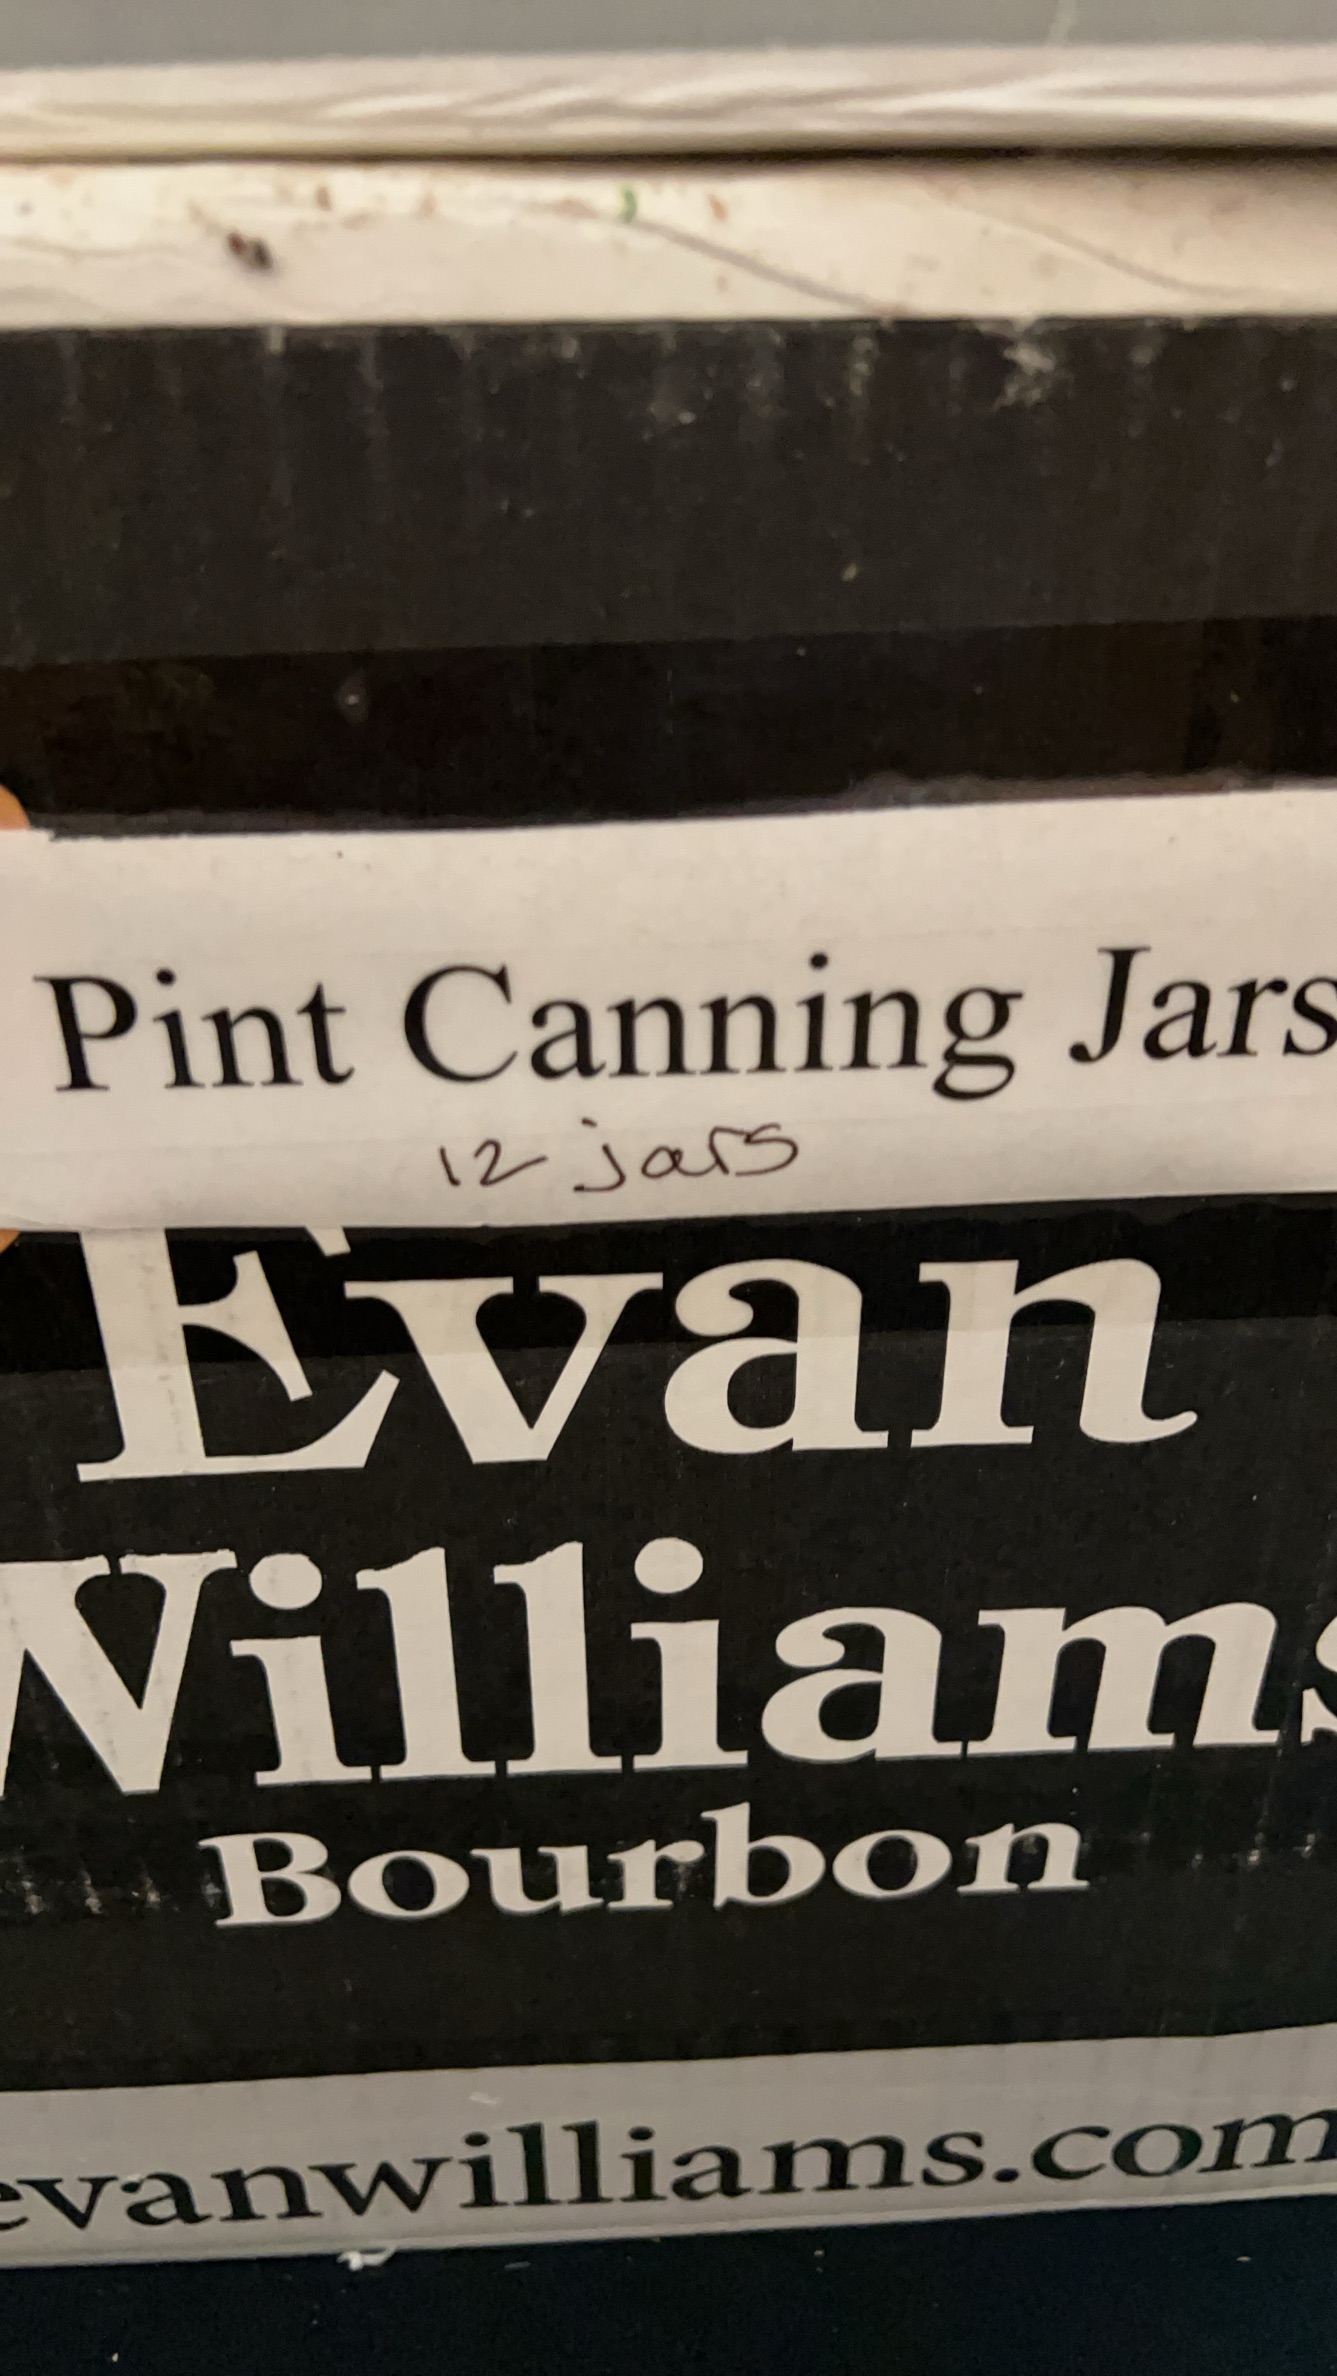 Pint Canning Jars
12 jars
Evan
Williams
Bourbon
evanwilliams.com